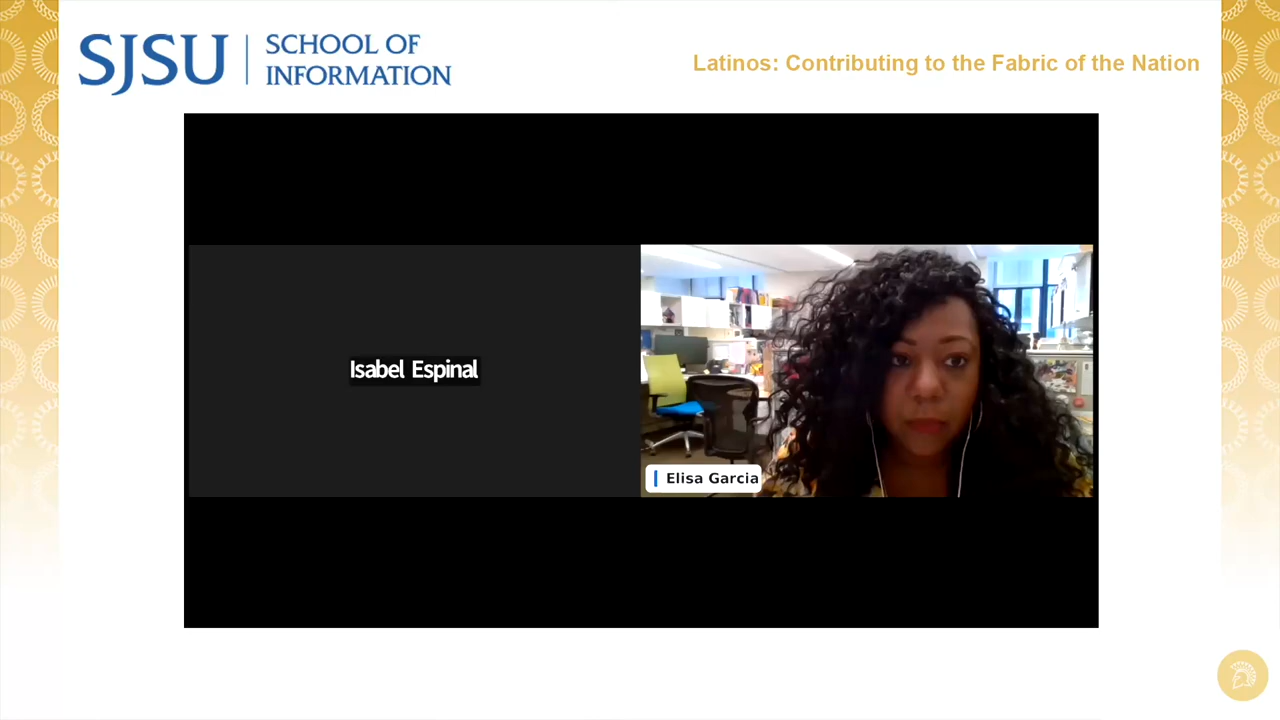 SJSU
SCHOOL OF
INFORMATION
Latinos: Contributing to the Fabric of the Nation
Isabel Espinal
Elisa Garcia